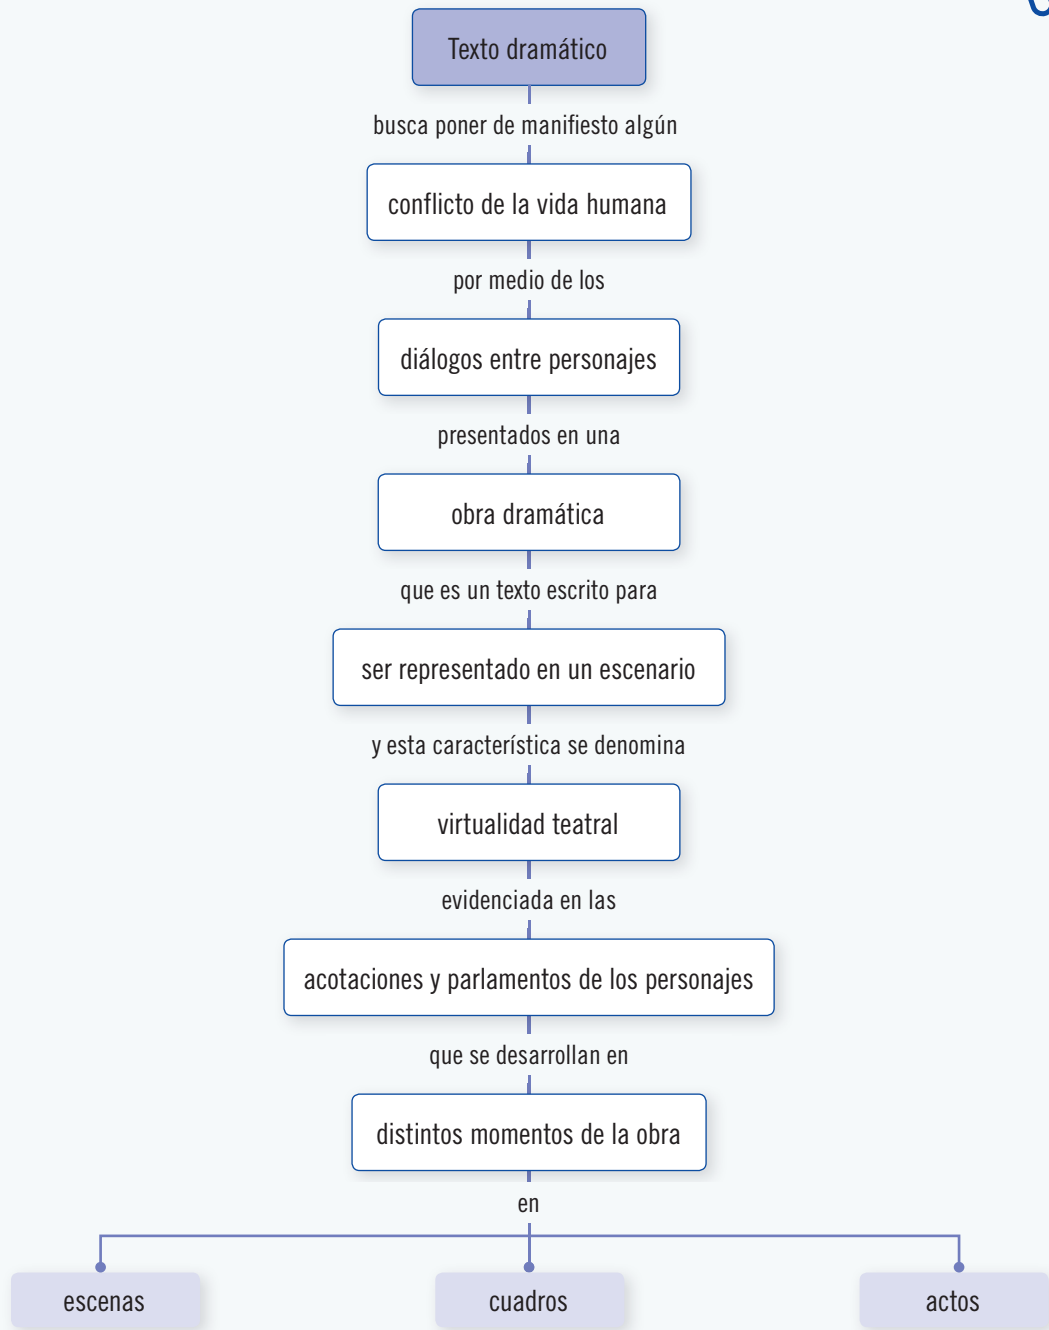 Texto dramático
busca poner de manifiesto algún
conflicto de la vida humana
por medio de los
diálogos entre personajes
presentados en una
obra dramática
que es un texto escrito para
ser representado en un escenario
y esta característica se denomina
virtualidad teatral
evidenciada en las
acotaciones y parlamentos de los personajes
que se desarrollan en
distintos momentos de la obra
en
escenas
cuadros
actos